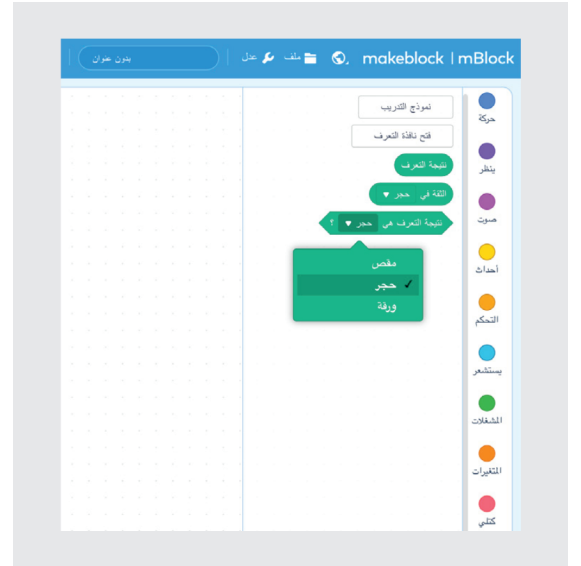 makeblock | mBlock
ملف
عدل
بدون عنوان
حركة
ينظر
صوت
أحداث
التحكم
يستشعر
المشغلات
المتغيرات
كتلي
نموذج التدريب
فتح نافذة التعرف
نتيجة التعرف
الثقة في حجر
نتيجة التعرف هي حجر ؟
مقص
✓ حجر
ورقة